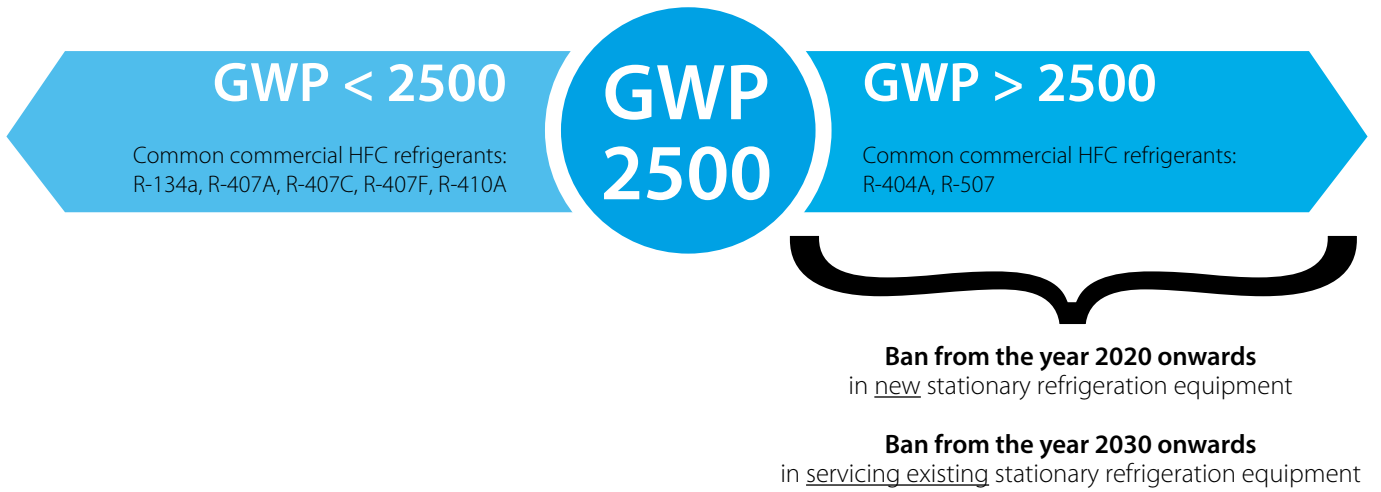 GWP < 2500
Common commercial HFC refrigerants:
R-134a, R-407A, R-407C, R-407F, R-410A
GWP
2500
GWP > 2500
Common commercial HFC refrigerants:
R-404A, R-507
Ban from the year 2020 onwards
in new stationary refrigeration equipment
Ban from the year 2030 onwards
in servicing existing stationary refrigeration equipment